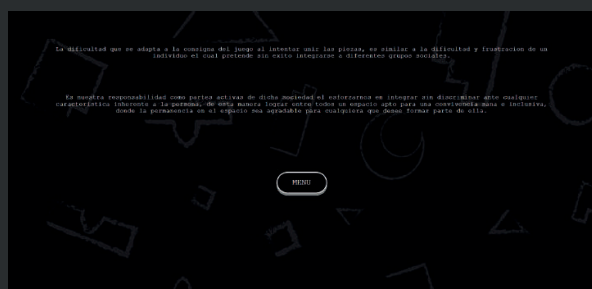 La dificultad que se adapta a la consigna del juego al intentar unir las piezas, es similar a la dificultad y frustracion de un
individuo el cual pretende sin exito integrarse a diferentes grupos sociales.
Es nuestra responsabilidad como partes activas de dicha sociedad el esforzarnos en integrar sin discriminar ante cualquier
caracteristica inherente a la persona, de esta manera lograr entre todos un espacio apto para una convivencia sana e inclusiva,
donde la permanencia en el espacio sea agradable para cualquiera que desee formar parte de ella.
MENU